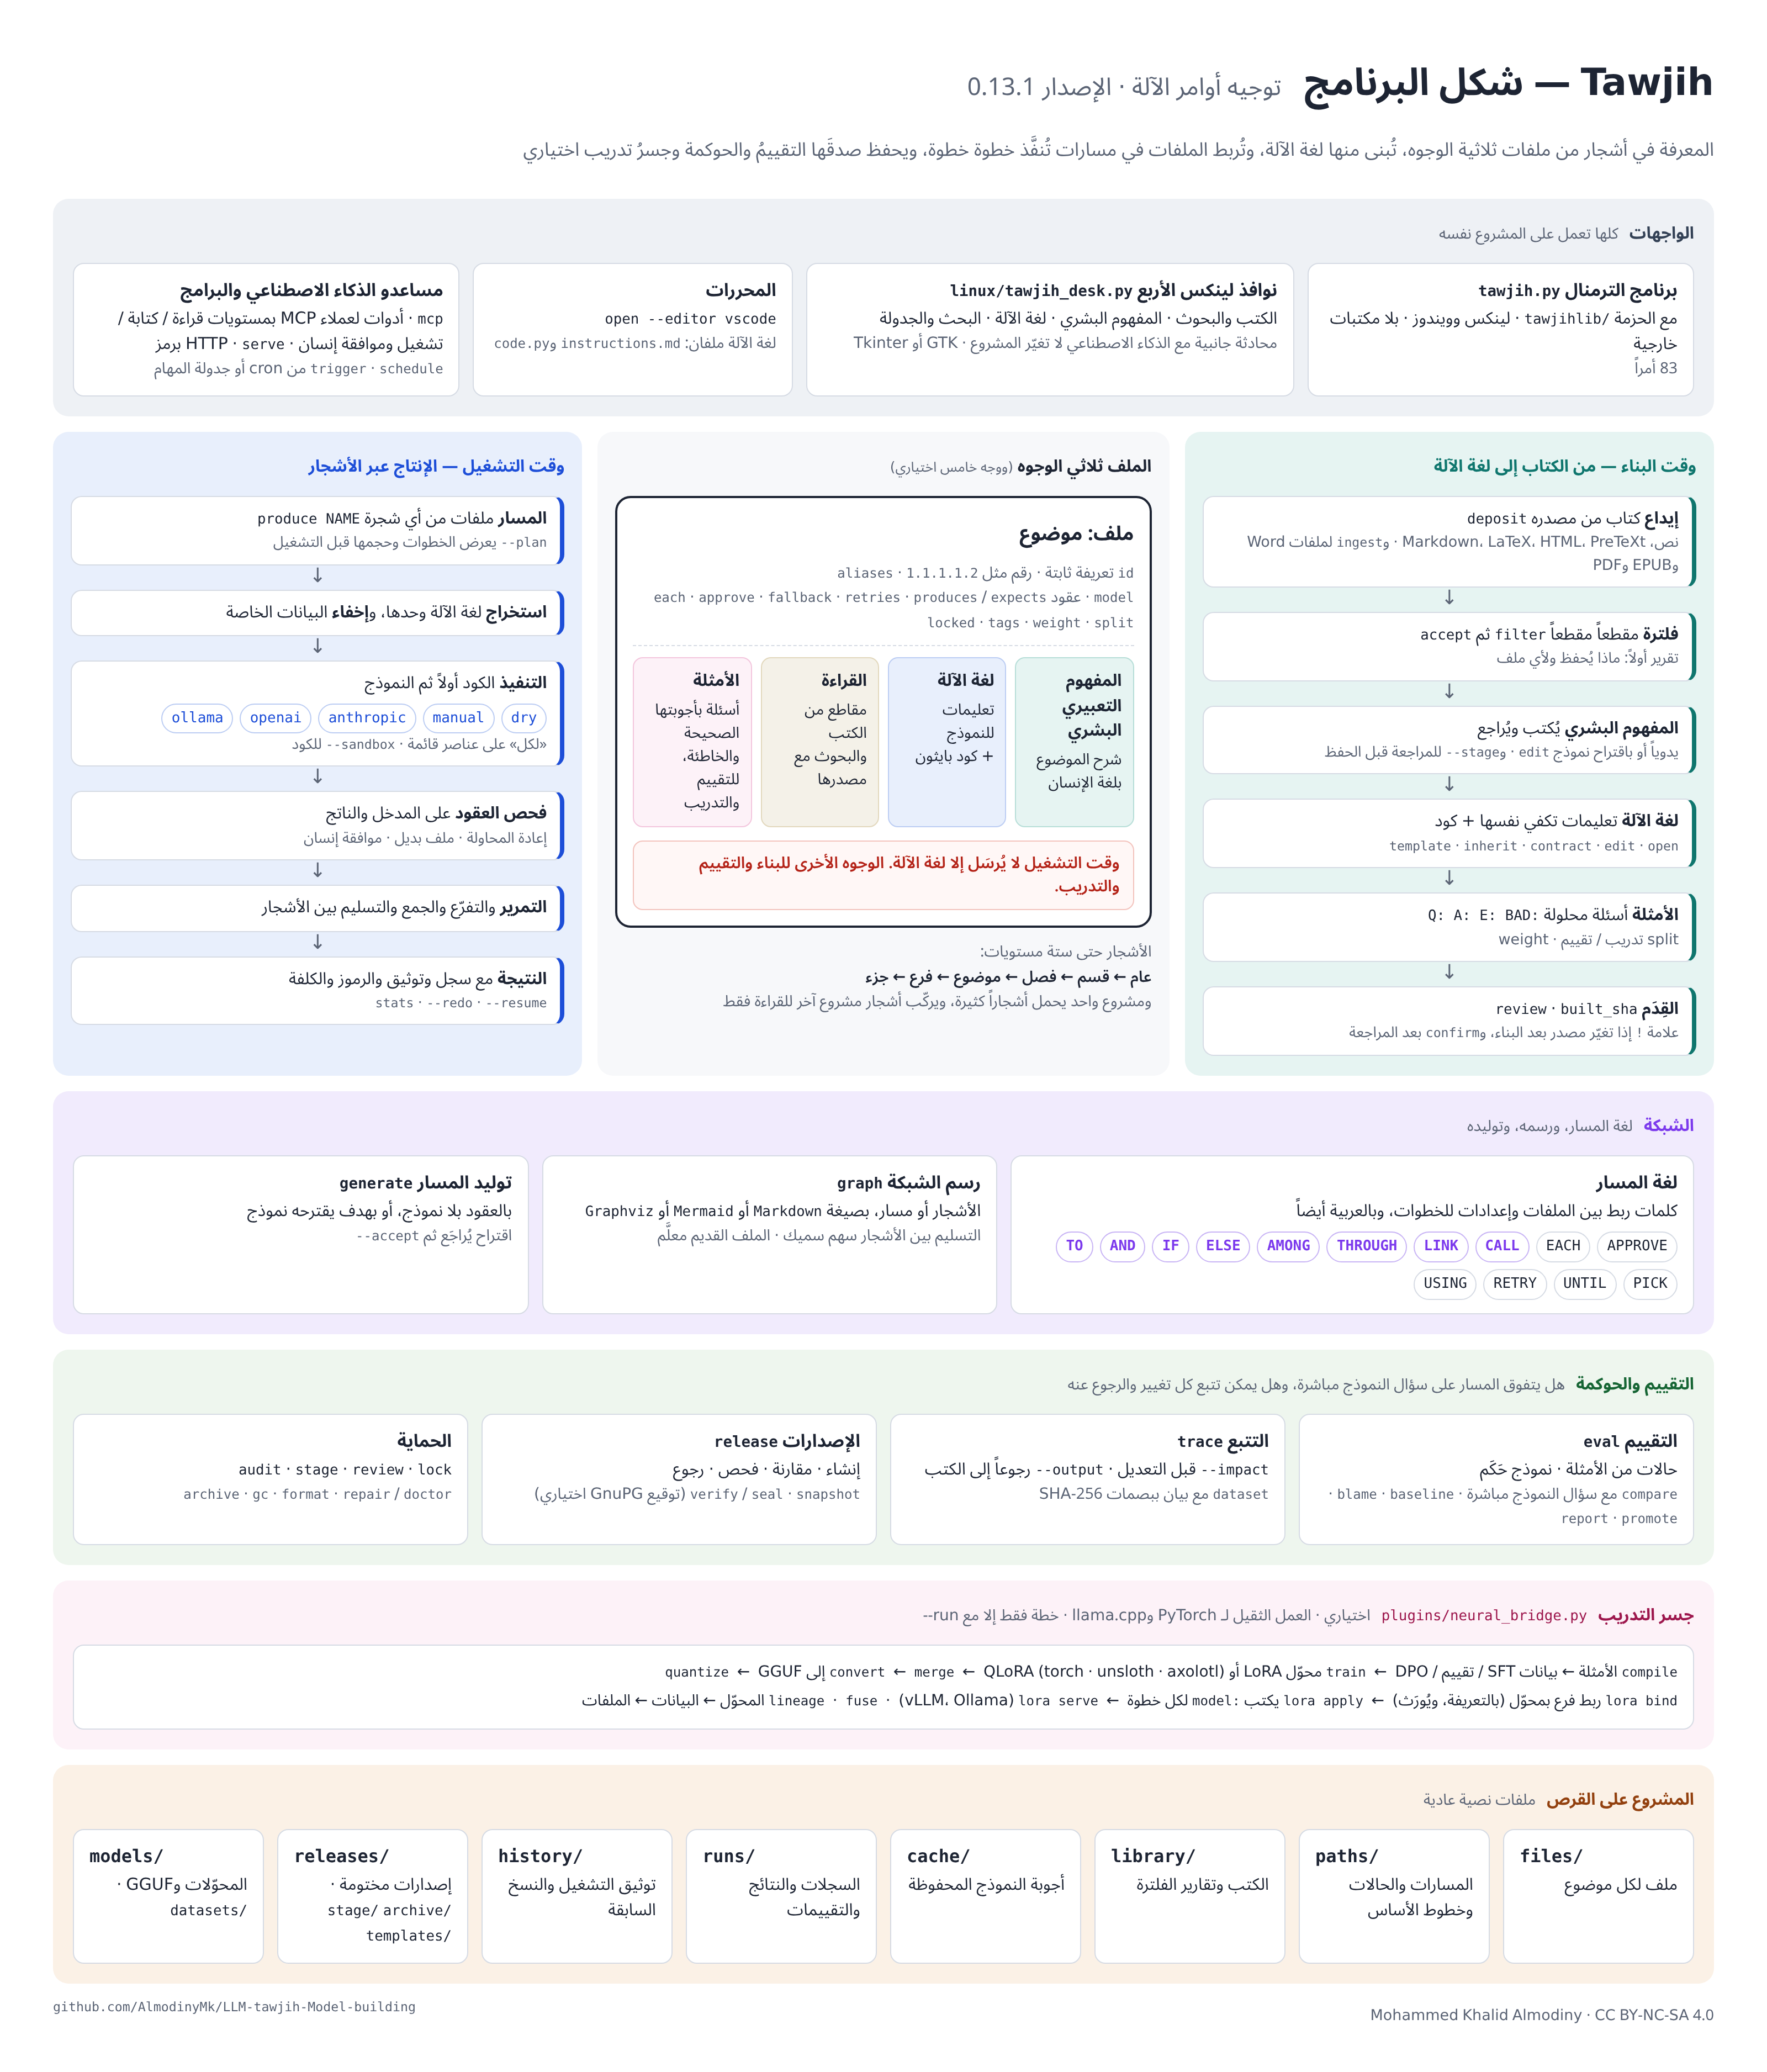 Tawjih — شكل البرنامج توجيه أوامر الآلة · الإصدار 0.13.1
المعرفة في أشجار من ملفات ثلاثية الوجوه، تُبنى منها لغة الآلة، وتُربط الملفات في مسارات تُنفَّذ خطوة خطوة، ويحفظ صدقَها التقييمُ والحوكمة وجسرُ تدريب اختياري
الواجهات كلها تعمل على المشروع نفسه
برنامج الترمنال tawjih.py
مع الحزمة tawjihlib/ · لينكس وويندوز · بلا مكتبات
خارجية
83 أمراً
نوافذ لينكس الأربع linux/tawjih_desk.py
الكتب والبحوث · المفهوم البشري · لغة الآلة · البحث والجدولة
محادثة جانبية مع الذكاء الاصطناعي لا تغيّر المشروع · GTK أو Tkinter
المحررات
open --editor vscode
لغة الآلة ملفان: instructions.md وcode.py
مساعدو الذكاء الاصطناعي والبرامج
mcp · أدوات لعملاء MCP بمستويات قراءة / كتابة /
تشغيل وموافقة إنسان · HTTP · serve برمز
trigger · schedule من cron أو جدولة المهام
وقت البناء — من الكتاب إلى لغة الآلة
إيداع كتاب من مصدره deposit
نص، Markdown، LaTeX، HTML، PreTeXt · وingest لملفات Word
وEPUB وPDF
↓
فلترة مقطعاً مقطعاً filter ثم accept
تقرير أولاً: ماذا يُحفظ ولأي ملف
↓
المفهوم البشري يُكتب ويُراجع
يدوياً أو باقتراح نموذج edit و--stage للمراجعة قبل الحفظ
↓
لغة الآلة تعليمات تكفي نفسها + كود
template · inherit · contract · edit · open
↓
الأمثلة أسئلة محلولة Q: A: E: BAD:
split تدريب / تقييم · weight
↓
القِدَم review · built_sha
علامة ! إذا تغيّر مصدر بعد البناء، وconfirm بعد المراجعة
الملف ثلاثي الوجوه (ووجه خامس اختياري)
ملف: موضوع
id تعريفة ثابتة · رقم مثل 1.1.1.1.2 · aliases
model · عقود each · approve · fallback · retries · produces / expects
locked · tags · weight · split
المفهوم
التعبيري
البشري
شرح الموضوع
بلغة الإنسان
لغة الآلة
تعليمات
للنموذج
+ كود بايثون
القراءة
مقاطع من
الكتب
والبحوث مع
مصدرها
الأمثلة
أسئلة بأجوبتها
الصحيحة
والخاطئة،
للتقييم
والتدريب
وقت التشغيل لا يُرسَل إلا لغة الآلة. الوجوه الأخرى للبناء والتقييم
والتدريب.
الأشجار حتى ستة مستويات:
عام ← قسم ← فصل ← موضوع ← فرع ← جزء
ومشروع واحد يحمل أشجاراً كثيرة، ويركّب أشجار مشروع آخر للقراءة فقط
وقت التشغيل — الإنتاج عبر الأشجار
المسار ملفات من أي شجرة produce NAME
--plan يعرض الخطوات وحجمها قبل التشغيل
↓
استخراج لغة الآلة وحدها، وإخفاء البيانات الخاصة
↓
التنفيذ الكود أولاً ثم النموذج
dry manual anthropic openai ollama
«لكل» على عناصر قائمة · --sandbox للكود
↓
فحص العقود على المدخل والناتج
إعادة المحاولة · ملف بديل · موافقة إنسان
↓
التمرير والتفرّع والجمع والتسليم بين الأشجار
↓
النتيجة مع سجل وتوثيق والرموز والكلفة
stats · --redo · --resume
الشبكة لغة المسار، ورسمه، وتوليده
لغة المسار
كلمات ربط بين الملفات وإعدادات للخطوات، وبالعربية أيضاً
TO AND IF ELSE AMONG THROUGH LINK CALL EACH APPROVE
USING RETRY UNTIL PICK
رسم الشبكة graph
الأشجار أو مسار، بصيغة Markdown أو Mermaid أو Graphviz
التسليم بين الأشجار سهم سميك · الملف القديم معلَّم
توليد المسار generate
بالعقود بلا نموذج، أو بهدف يقترحه نموذج
اقتراح يُراجَع ثم --accept
التقييم والحوكمة هل يتفوق المسار على سؤال النموذج مباشرة، وهل يمكن تتبع كل تغيير والرجوع عنه
التقييم eval
حالات من الأمثلة · نموذج حَكَم
compare مع سؤال النموذج مباشرة · blame · baseline ·
report · promote
التتبع trace
--impact قبل التعديل · --output رجوعاً إلى الكتب
dataset مع بيان ببصمات SHA-256
الإصدارات release
إنشاء · مقارنة · فحص · رجوع
verify / seal · snapshot (توقيع GnuPG اختياري)
الحماية
audit · stage · review · lock
archive · gc · format · repair / doctor
جسر التدريب plugins/neural_bridge.py اختياري · العمل الثقيل لـ PyTorch وllama.cpp · خطة فقط إلا مع --run
compile الأمثلة ← بيانات SFT / تقييم / DPO ← train محوّل LoRA أو QLoRA (torch · unsloth · axolotl) ← merge ← convert إلى GGUF ← quantize
lora bind ربط فرع بمحوّل (بالتعريفة، ويُورَث) ← lora apply يكتب model: لكل خطوة ← lora serve (vLLM، Ollama) · fuse · lineage المحوّل ← البيانات ← الملفات
المشروع على القرص ملفات نصية عادية
files/
ملف لكل موضوع
paths/
المسارات والحالات
وخطوط الأساس
library/
الكتب وتقارير الفلترة
cache/
أجوبة النموذج المحفوظة
runs/
السجلات والنتائج
والتقييمات
history/
توثيق التشغيل والنسخ
السابقة
releases/
إصدارات مختومة ·
stage/ archive/
templates/
models/
المحوّلات وGGUF ·
datasets/
Mohammed Khalid Almodiny · CC BY-NC-SA 4.0
github.com/AlmodinyMk/LLM-tawjih-Model-building